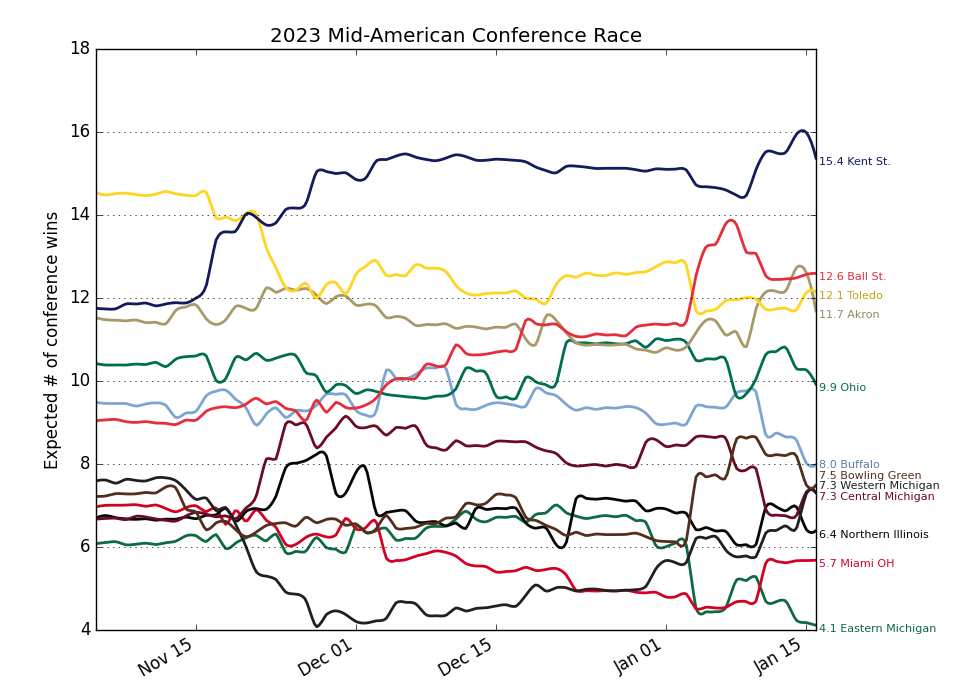 2023 Mid-American Conference Race
Expected # of conference wins
18
16
14
12
10
8
6
4
Nov 15
Dec 01
Dec 15
Jan 01
Jan 15
15.4 Kent St.
12.6 Ball St.
12.1 Toledo
11.7 Akron
9.9 Ohio
8.0 Buffalo
7.5 Bowling Green
7.3 Western Michigan
7.3 Central Michigan
6.4 Northern Illinois
5.7 Miami OH
4.1 Eastern Michigan